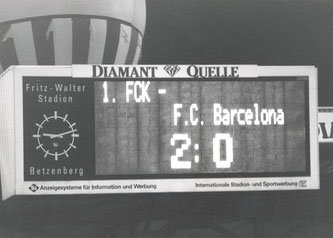 11
DIAMANT QUELLE
Fritz-Walter
Stadion
1. FCK -
F.C. Barcelona
2:0
Betzenberg
Anzeigesysteme für Information und Werbung
Internationale Stadion- und Sportwerbung